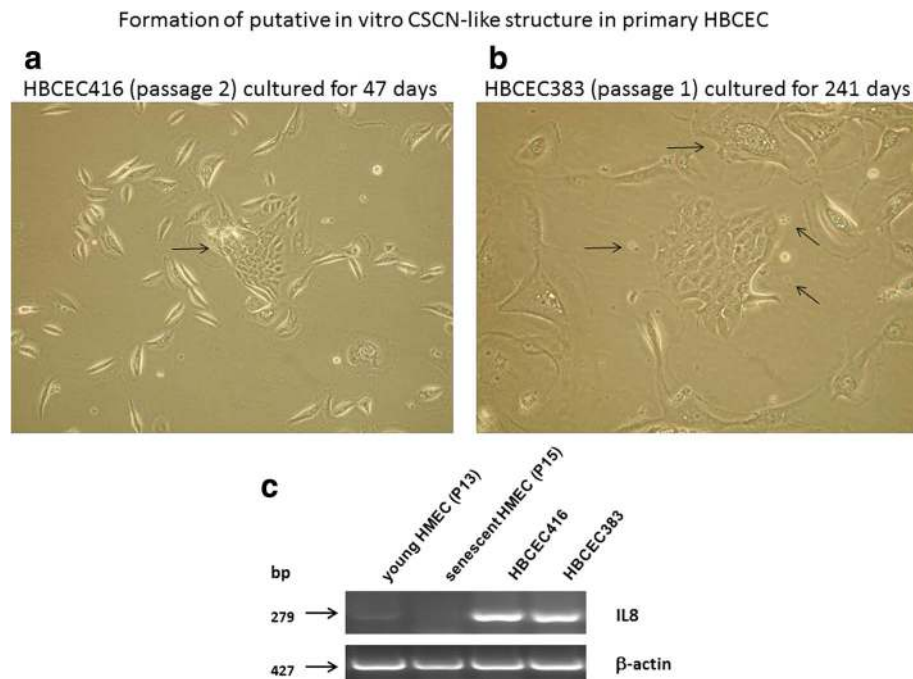 Formation of putative in vitro CSCN-like structure in primary HBCEC
a
HBCEC416 (passage 2) cultured for 47 days
b
HBCEC383 (passage 1) cultured for 241 days
c
young HMEC (P13)
senescent HMEC (P15)
HBCEC416
HBCEC383
bp
279
IL8
427
β-actin